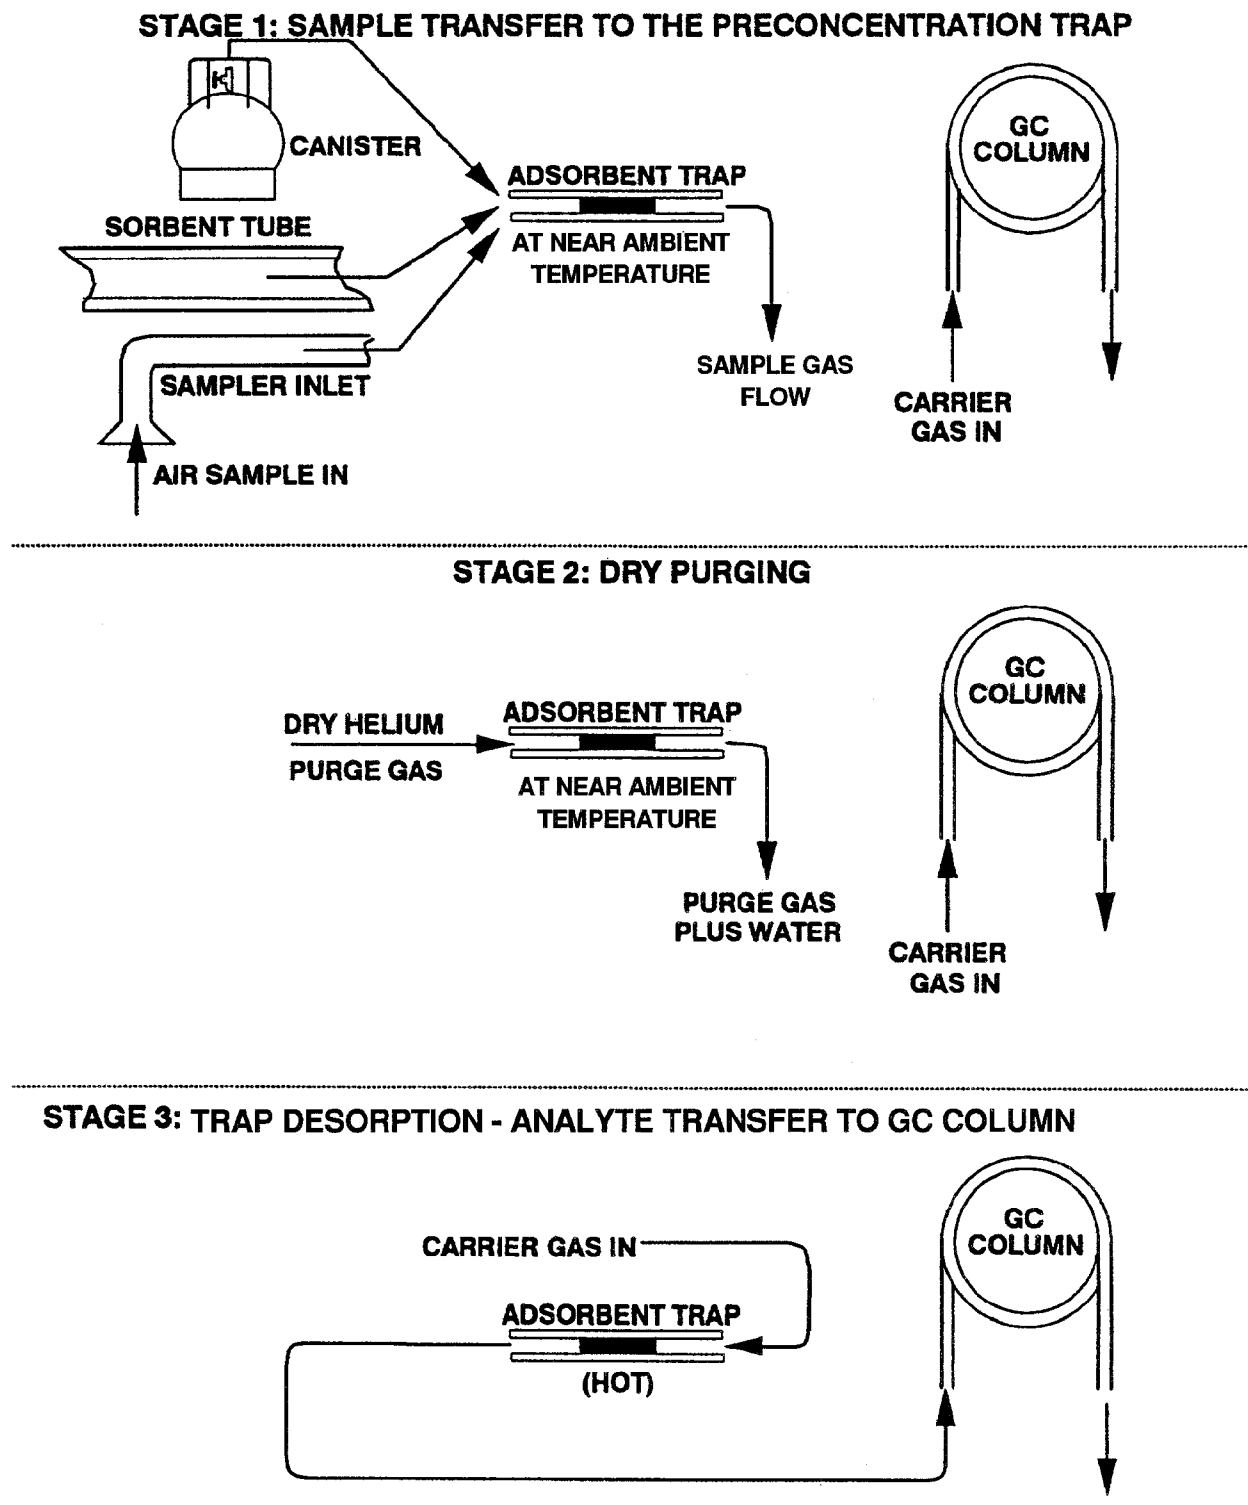 STAGE 1: SAMPLE TRANSFER TO THE PRECONCENTRATION TRAP
CANISTER
GC
COLUMN
ADSORBENT TRAP
SORBENT TUBE
AT NEAR AMBIENT
TEMPERATURE
SAMPLER INLET
SAMPLE GAS
FLOW
CARRIER
GAS IN
AIR SAMPLE IN
STAGE 2: DRY PURGING
GC
COLUMN
DRY HELIUM
PURGE GAS
ADSORBENT TRAP
AT NEAR AMBIENT
TEMPERATURE
PURGE GAS
PLUS WATER
CARRIER
GAS IN
STAGE 3: TRAP DESORPTION - ANALYTE TRANSFER TO GC COLUMN
GC
COLUMN
CARRIER GAS IN
ADSORBENT TRAP
(HOT)